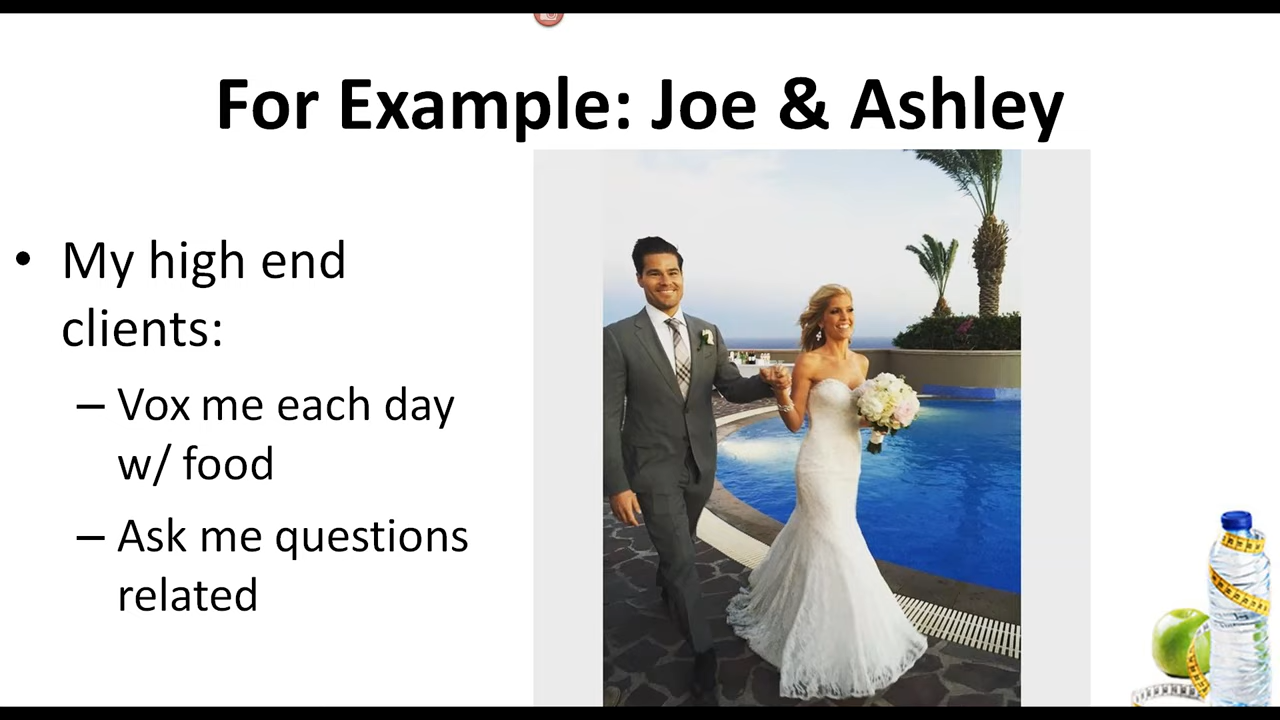 For Example: Joe & Ashley
• My high end
clients:
– Vox me each day
w/ food
– Ask me questions
related